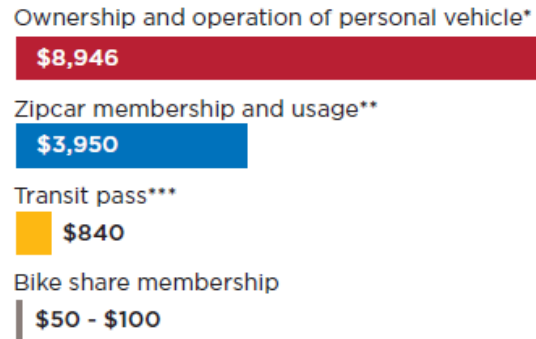 Ownership and operation of personal vehicle*
$8,946
Zipcar membership and usage**
$3,950
Transit pass***
$840
Bike share membership
$50 - $100